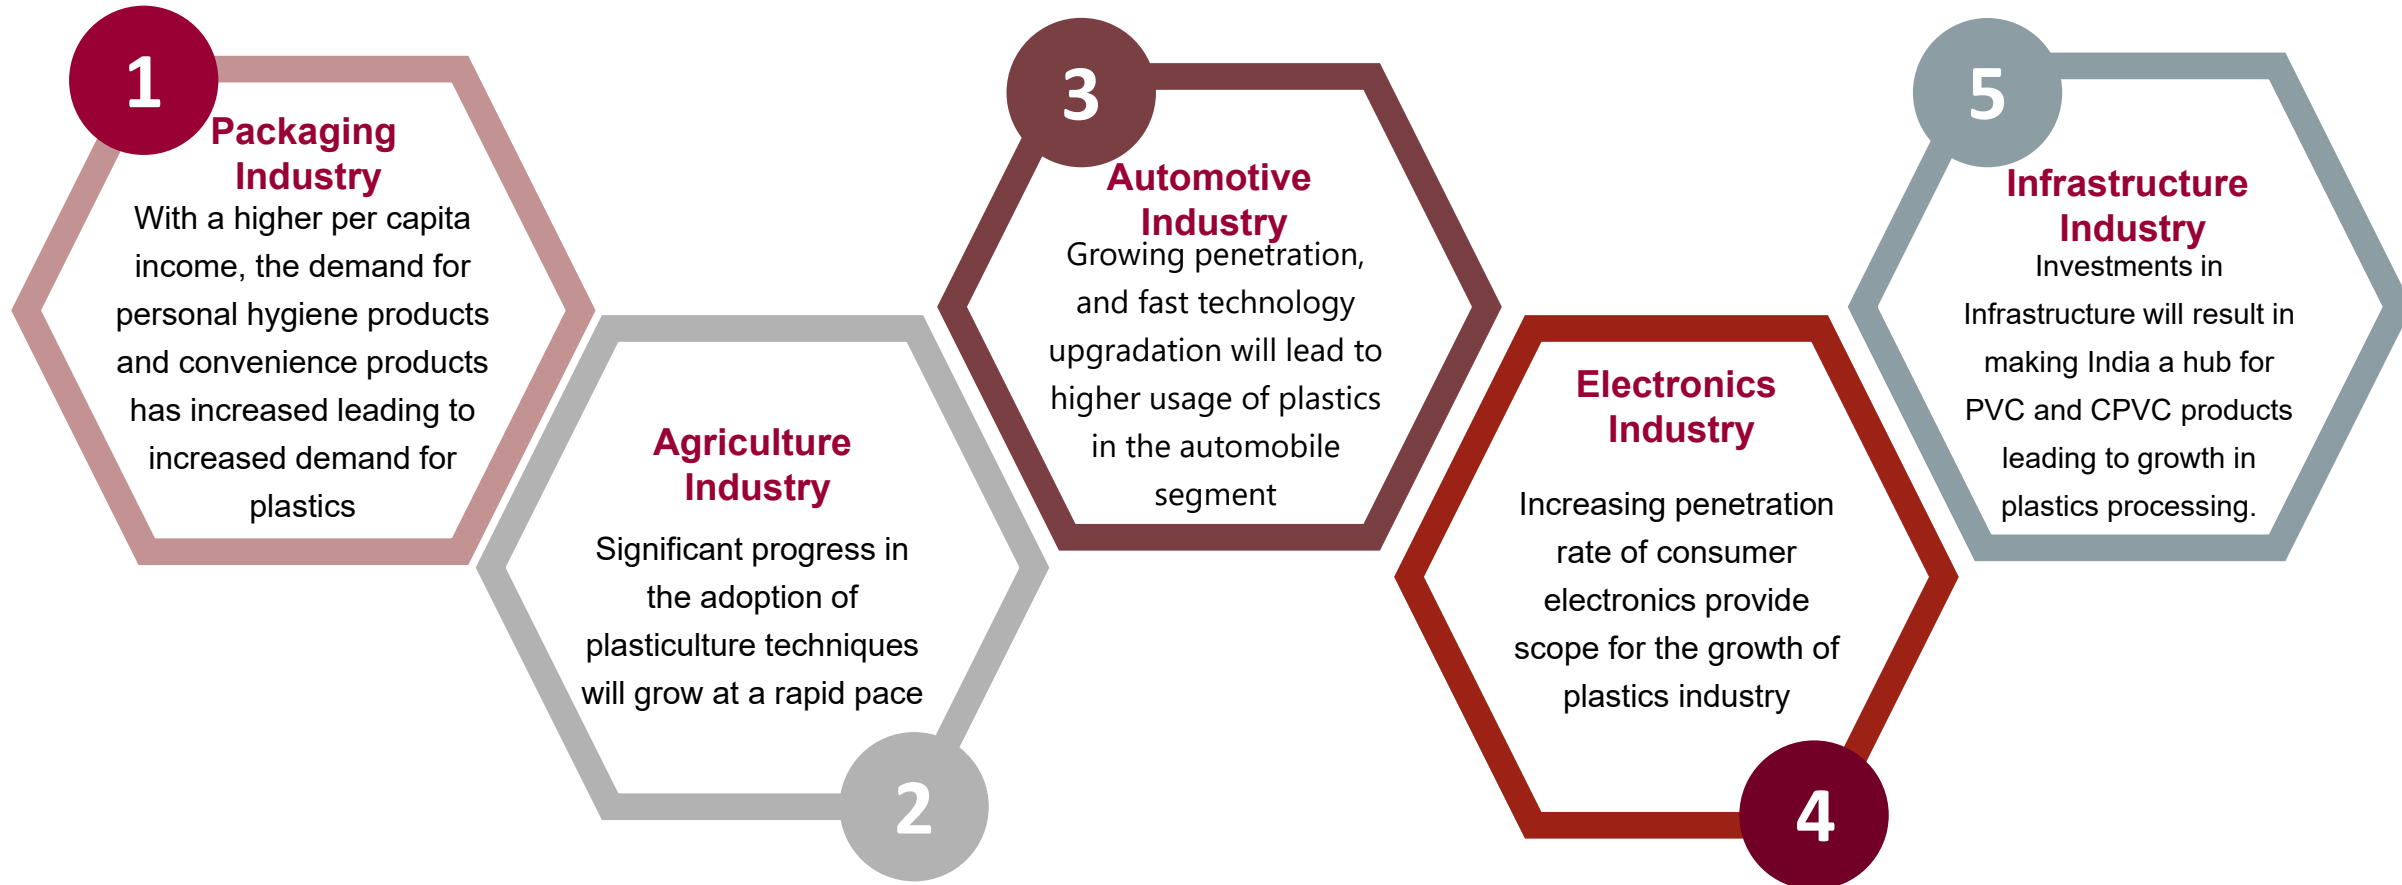 1
Packaging
Industry
With a higher per capita
income, the demand for
personal hygiene products
and convenience products
has increased leading to
increased demand for
plastics
Agriculture
Industry
Significant progress in
the adoption of
plasticulture techniques
will grow at a rapid pace
2
3
Automotive
Industry
Growing penetration,
and fast technology
upgradation will lead to
higher usage of plastics
in the automobile
segment
Electronics
Industry
Increasing penetration
rate of consumer
electronics provide
scope for the growth of
plastics industry
4
5
Infrastructure
Industry
Investments in
Infrastructure will result in
making India a hub for
PVC and CPVC products
leading to growth in
plastics processing.